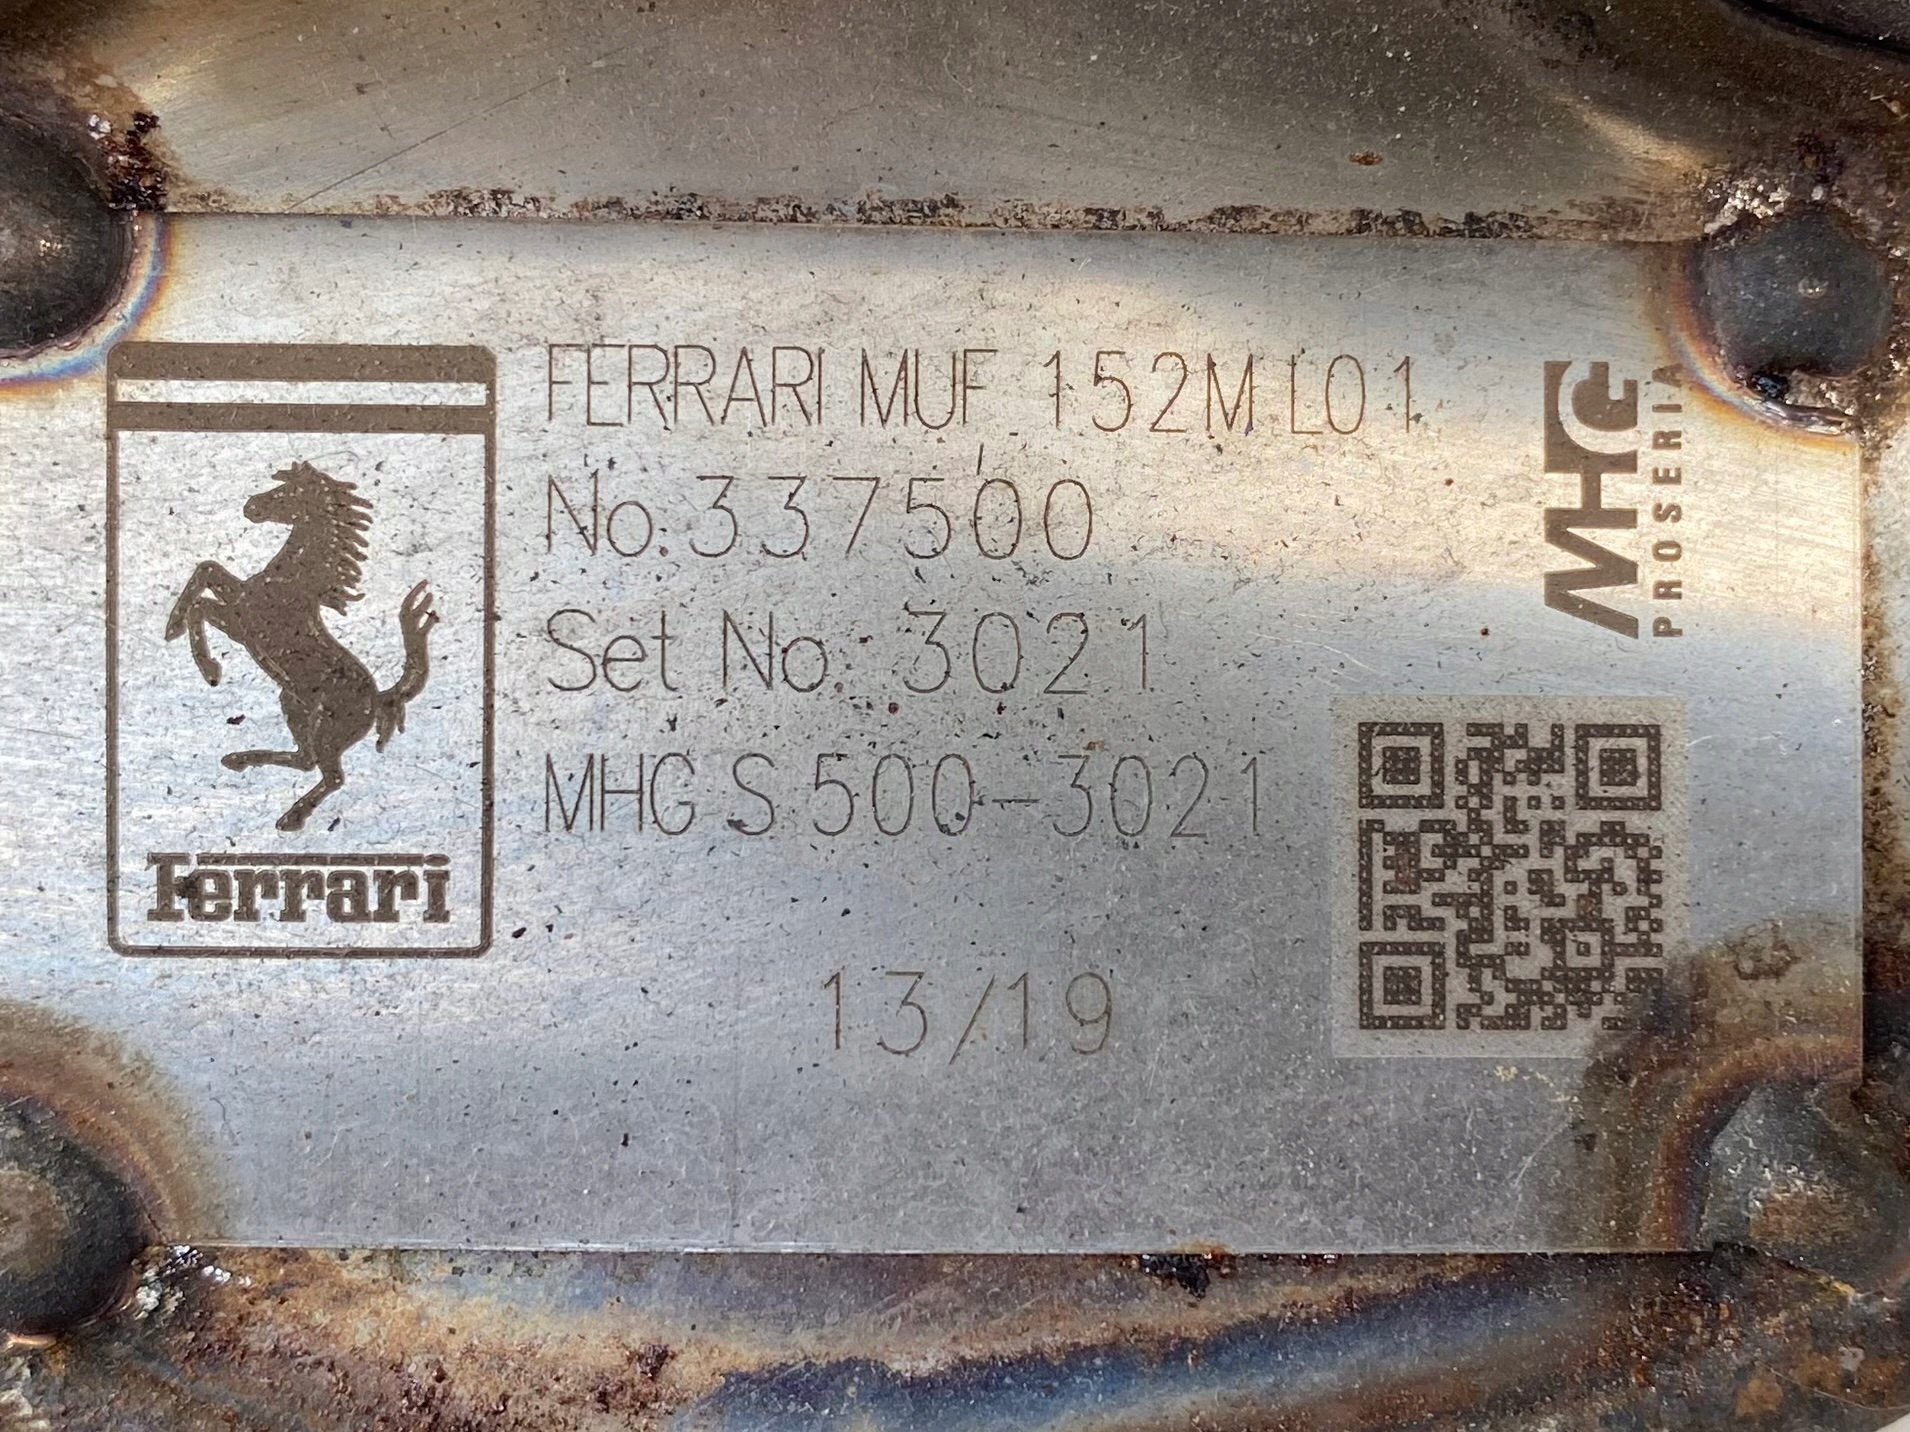 FERRARI MUF 152M L01
No.:337500
Set No: 3021
MHG S 500-3021
13/19
Ferrari
MHG
PROSERIA